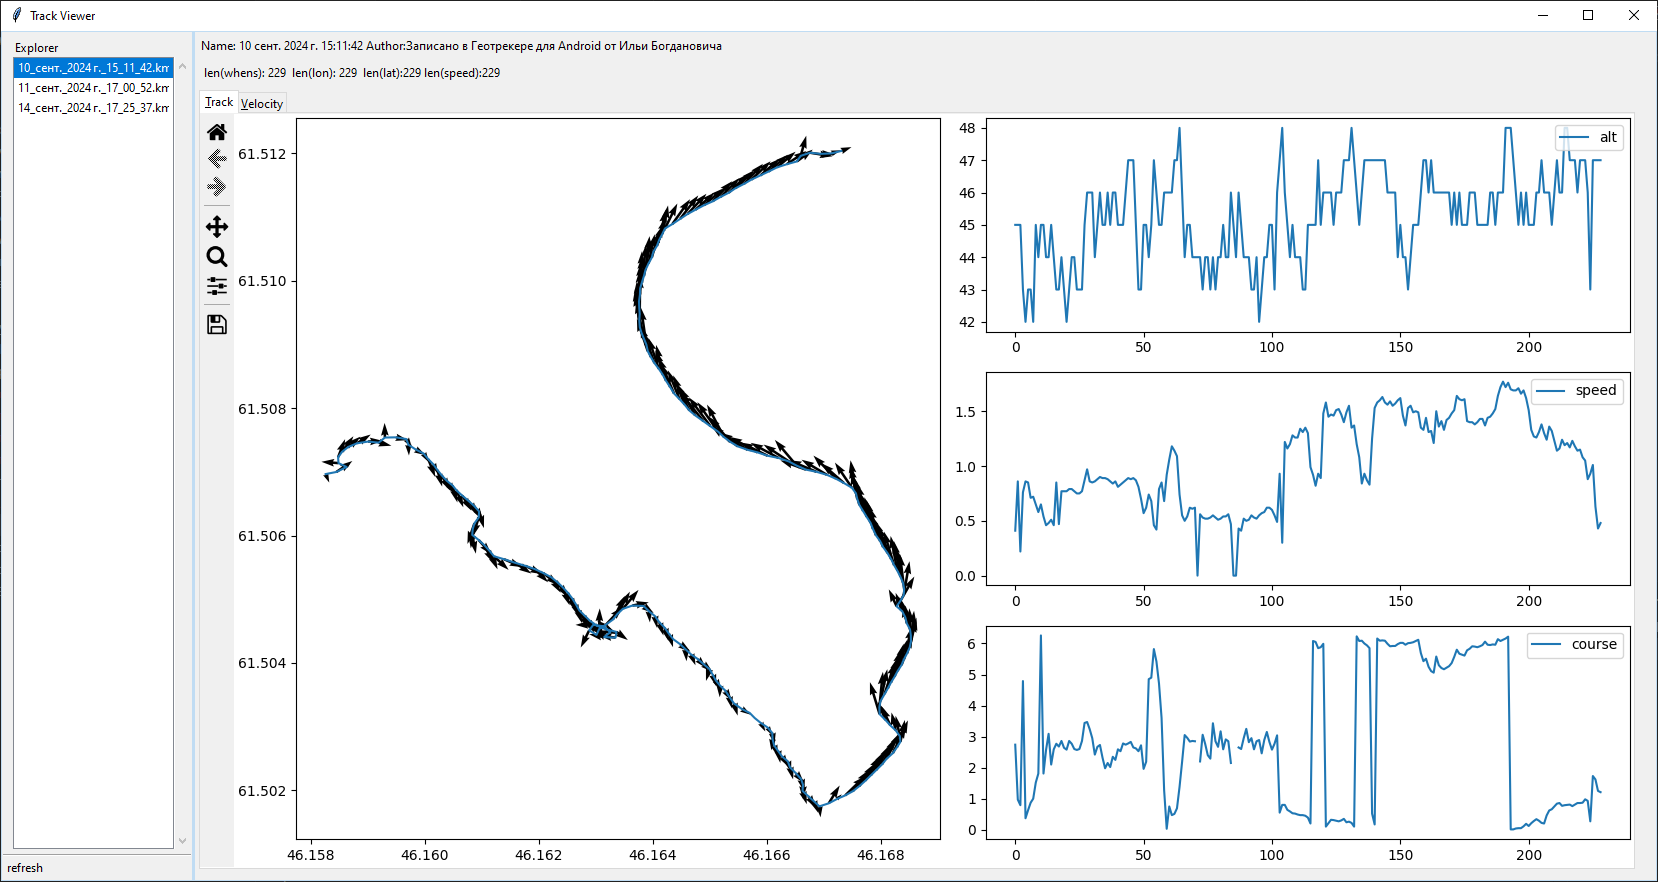 Track Viewer
Explorer
10_сент._2024 г._15_11_42.km
11_сент._2024 г._17_00_52.km
14_сент._2024 г._17_25_37.km
refresh
Name: 10 сент. 2024 г. 15:11:42 Author:Записано в Геотрекере для Android от Ильи Богдановича
len(whens): 229 len(lon): 229 len(lat):229 len(speed):229
Track Velocity
61.512
61.510
61.508
61.506
61.504
61.502
46.158 46.160 46.162 46.164 46.166 46.168
alt
48
47
46
45
44
43
42
0 50 100 150 200
speed
1.5
1.0
0.5
0.0
0 50 100 150 200
course
6
5
4
3
2
1
0
0 50 100 150 200